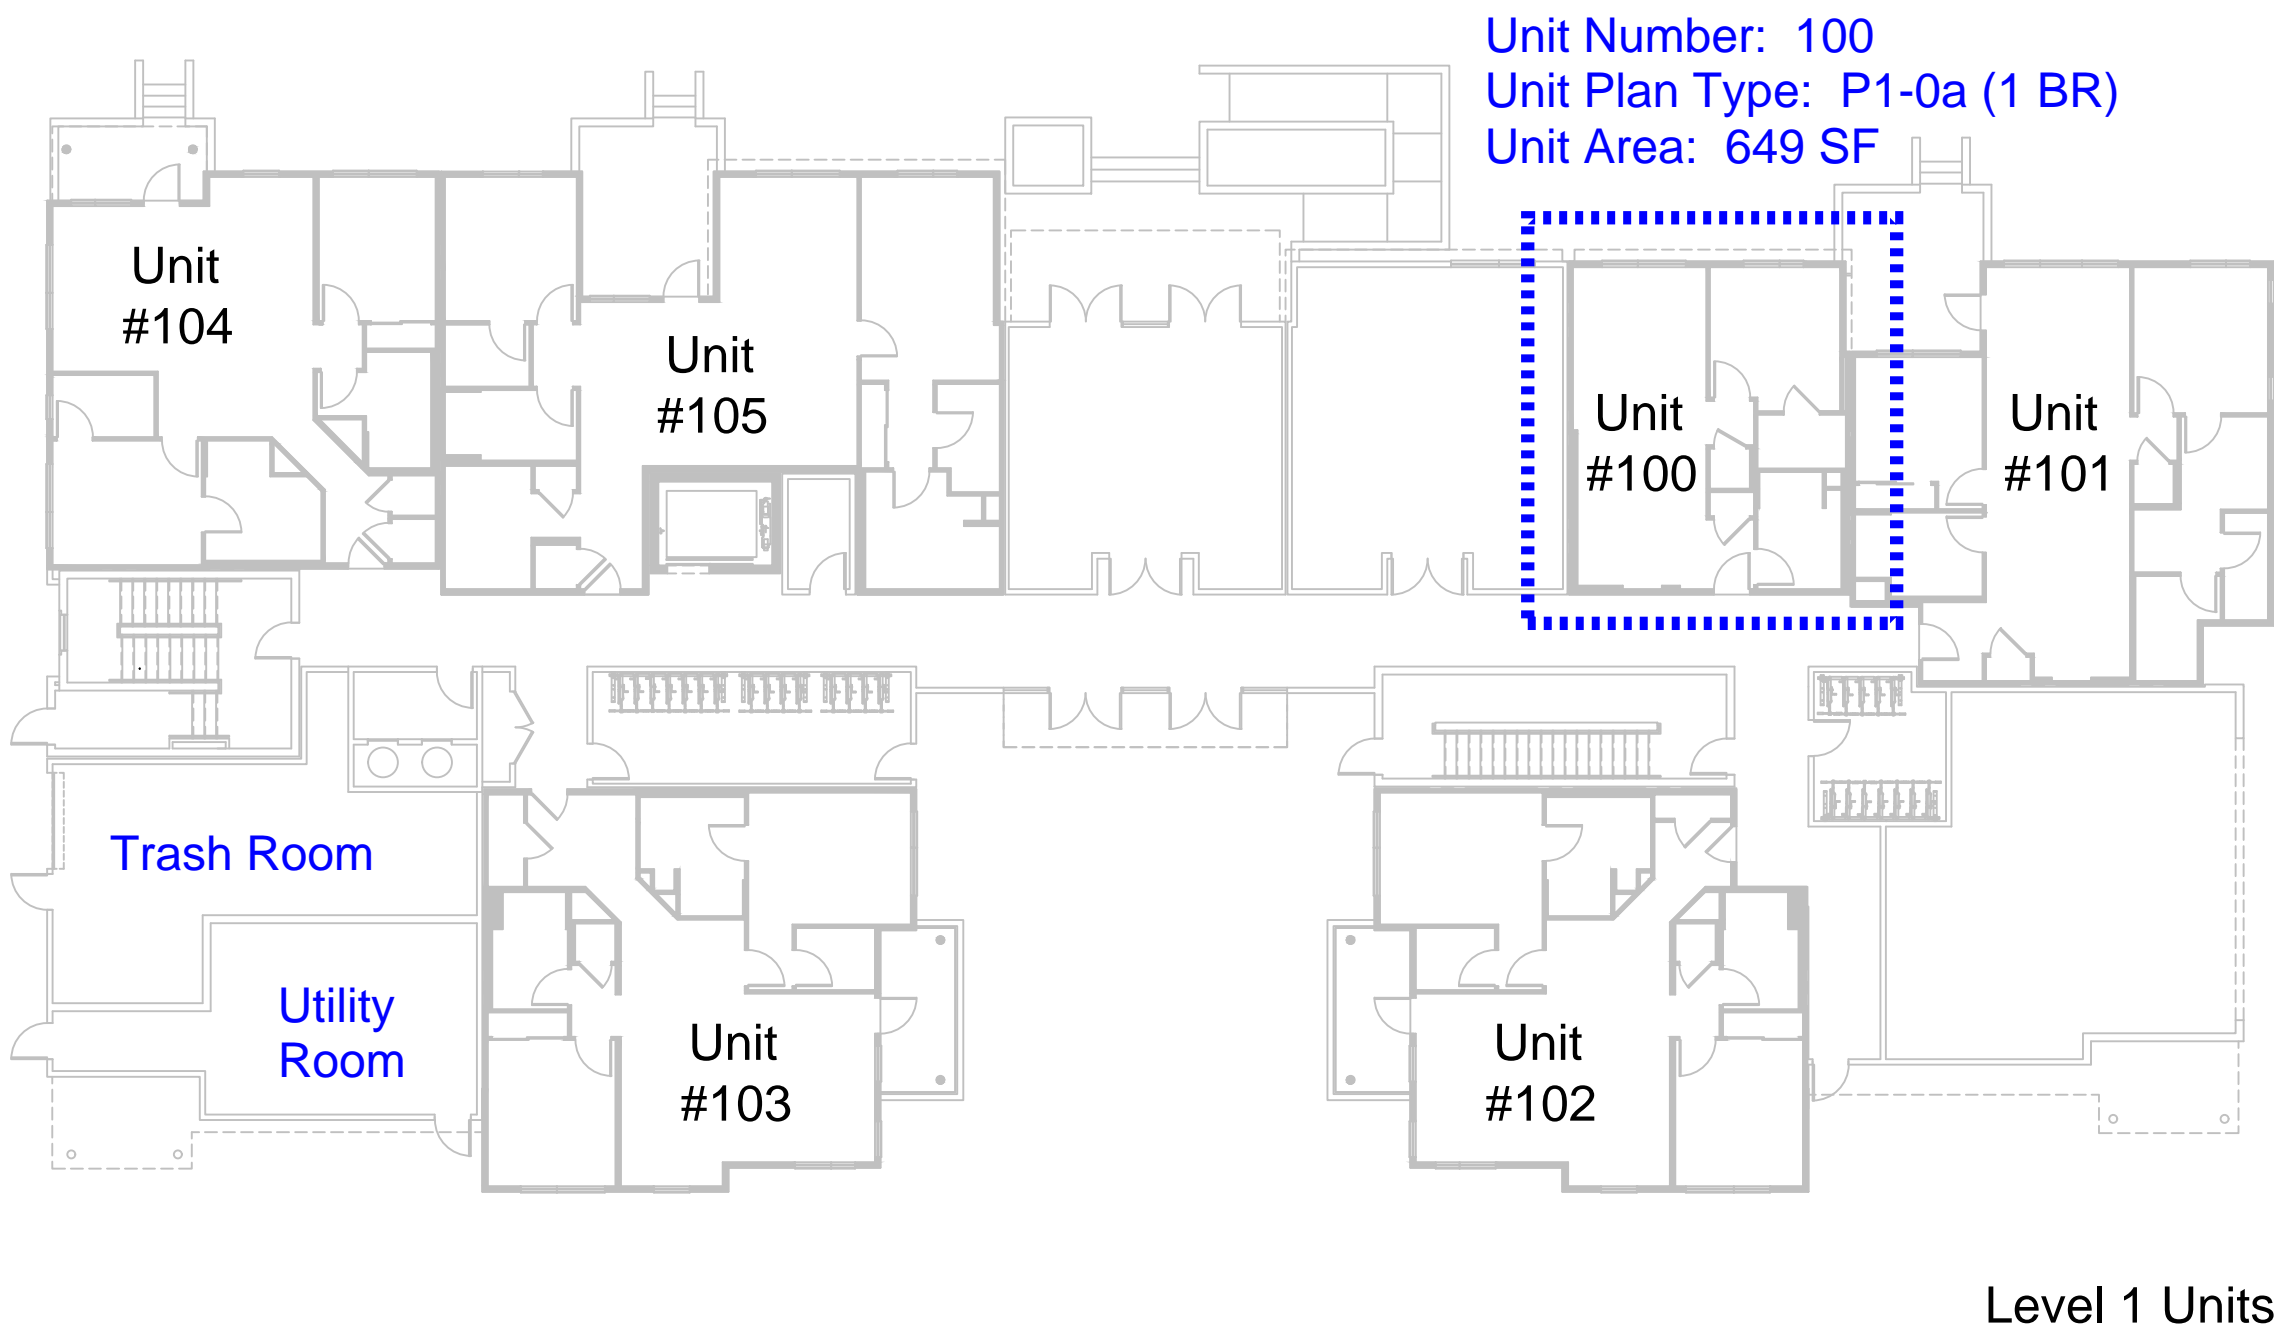 Unit Number: 100
Unit Plan Type: P1-0a (1 BR)
Unit Area: 649 SF
Unit
#104
Unit
#105
Unit
#100
Unit
#101
Trash Room
Utility
Room
Unit
#103
Unit
#102
Level 1 Units